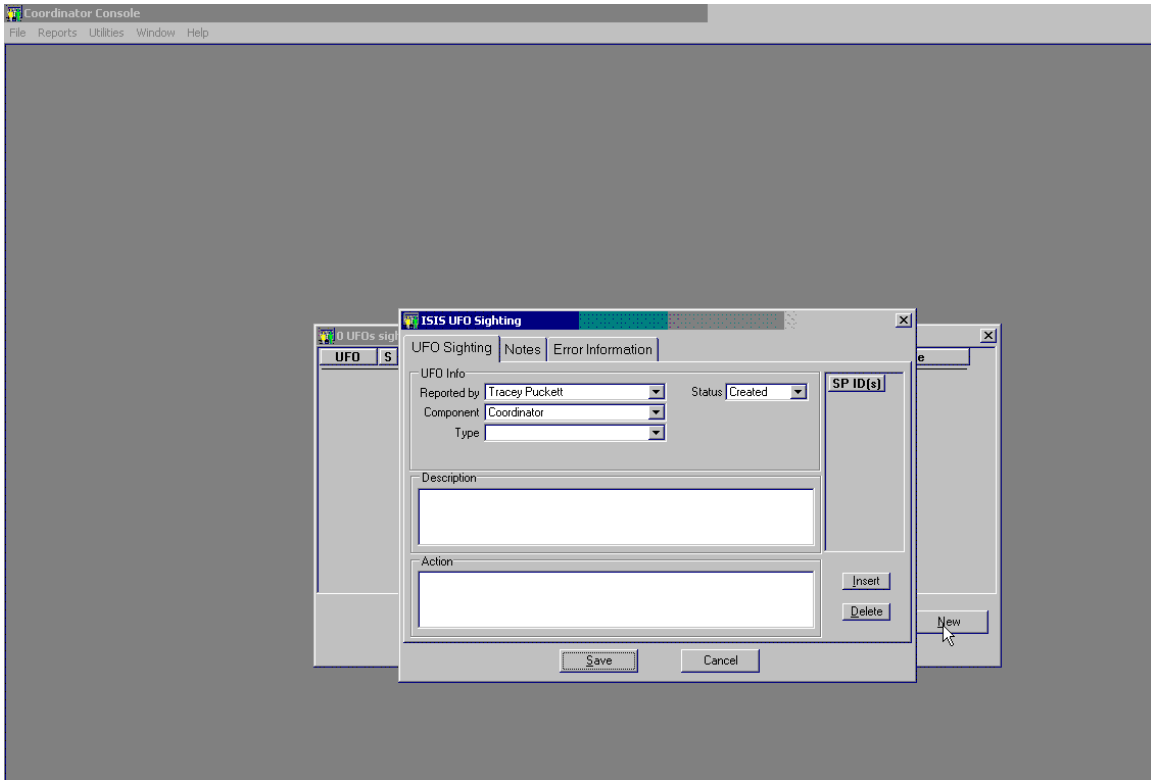 Coordinator Console
File Reports Utilities Window Help
0 UFOs
UFO S
ISIS UFO Sighting
UFO Sighting Notes Error Information
UFO Info
Reported by Tracey Puckett Status Created
Component Coordinator
Type
SP ID(s)
Description
Action
Insert
Delete
New
Save Cancel